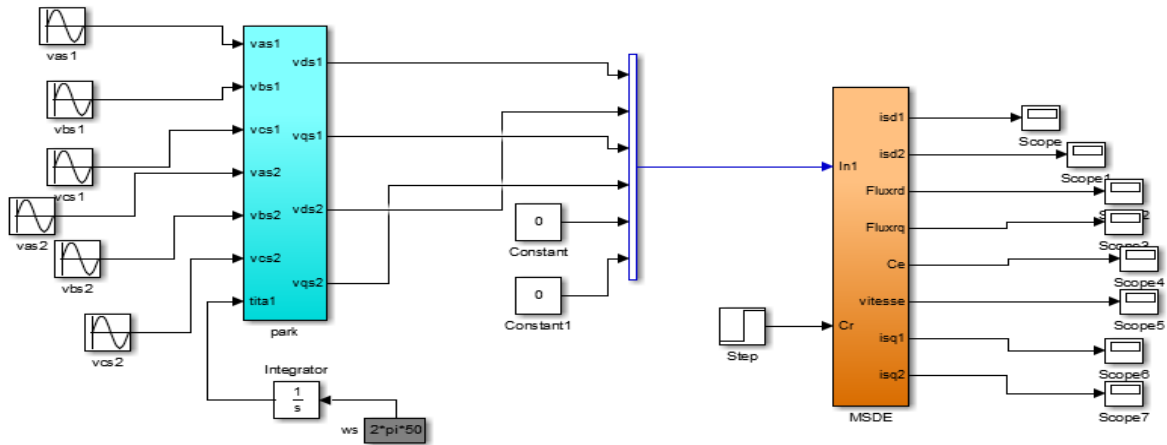 vas1
vbs1
vcs1
vas2
vbs2
vcs2
vas1
vbs1
vcs1
vas2
vbs2
vcs2
tita1
vds1
vqs1
vds2
vqs2
park
Integrator
1
s
ws
2*pi*50
0
Constant
0
Constant1
Step
In1
Cr
isd1
isd2
Fluxrd
Fluxrq
Ce
vitesse
isq1
isq2
MSDE
Scope
Scope1
Scope2
Scope3
Scope4
Scope5
Scope6
Scope7